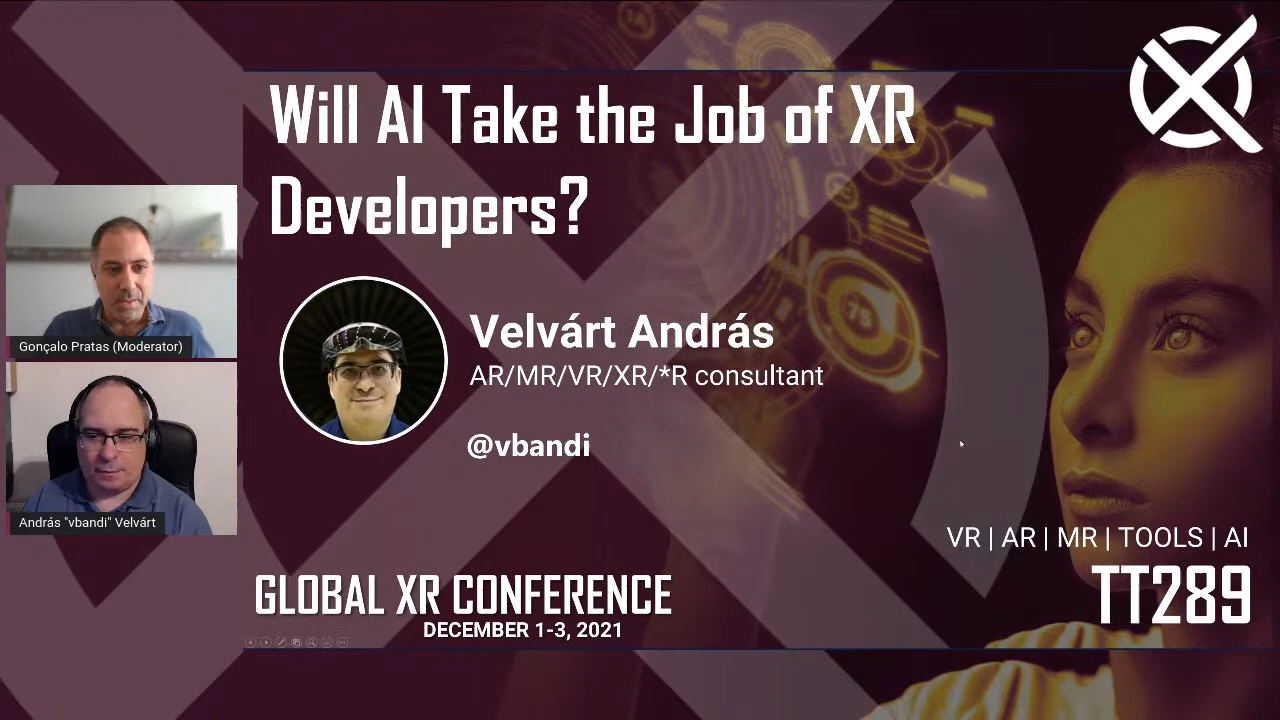 Will AI Take the Job of XR
Developers?
Velvárt András
AR/MR/VR/XR/*R consultant
@vbandi
Gonçalo Pratas (Moderator)
András "vbandi" Velvárt
VR | AR | MR | TOOLS | AI
TT289
GLOBAL XR CONFERENCE
DECEMBER 1-3, 2021